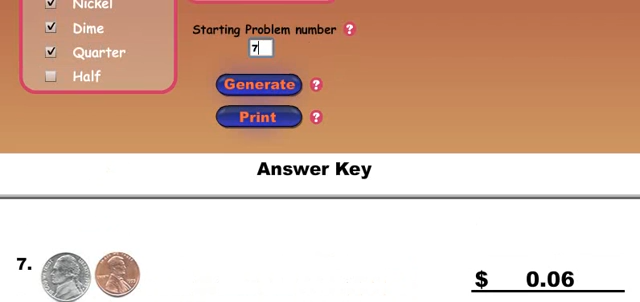 Nickel
Dime
Quarter
Half
Starting Problem number ?
7
Generate ?
Print ?
Answer Key
7.
$ 0.06